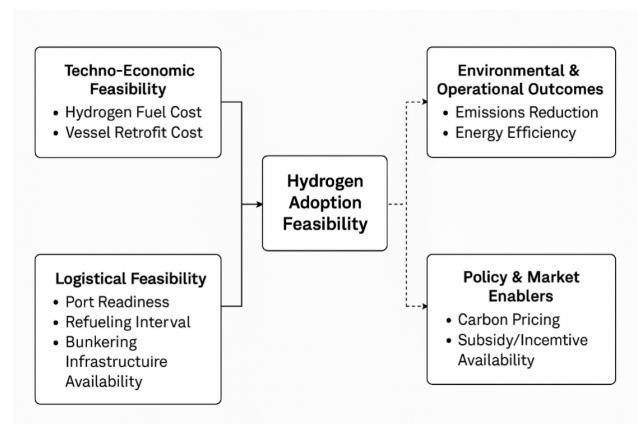 Techno-Economic
Feasibility
• Hydrogen Fuel Cost
• Vessel Retrofit Cost
Logistical Feasibility
• Port Readiness
• Refueling Interval
• Bunkering
Infrastructuire
Availability
Hydrogen
Adoption
Feasibility
Environmental &
Operational Outcomes
• Emissions Reduction
• Energy Efficiency
Policy & Market
Enablers
• Carbon Pricing
• Subsidy/Incentive
Availability